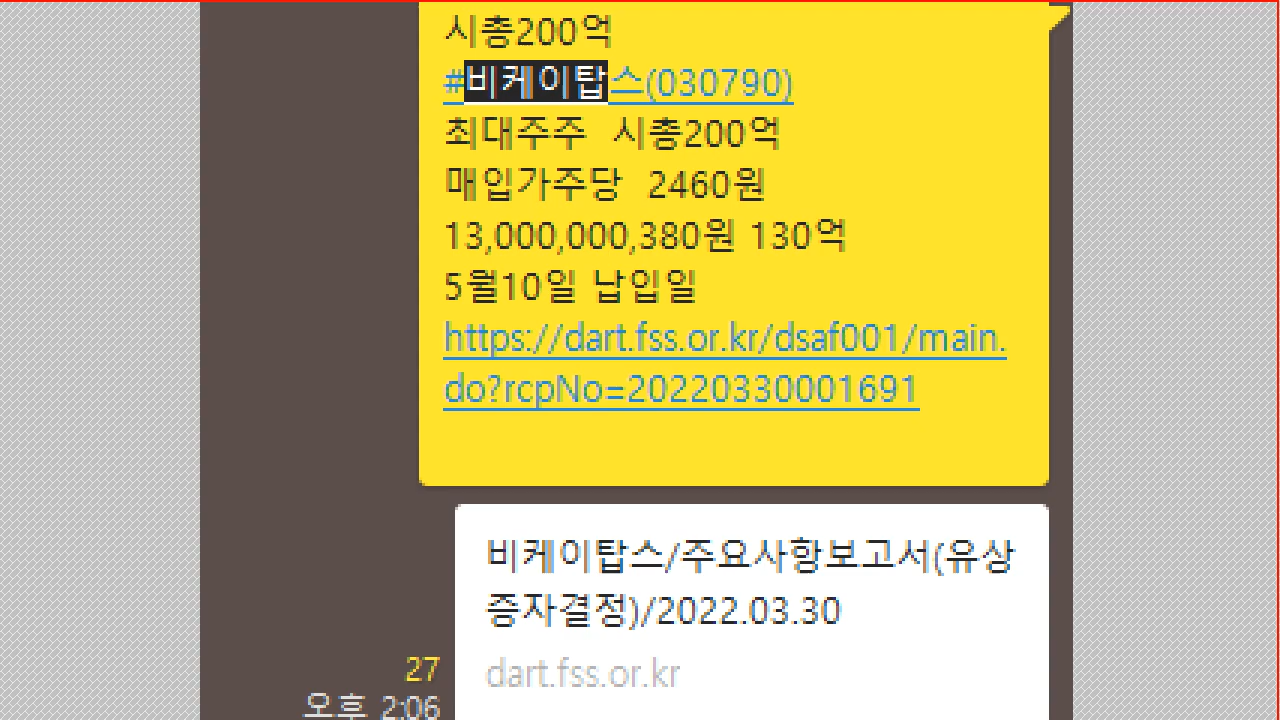 시총200억
#비케이탑스(030790)
최대주주  시총200억
매입가주당  2460원
13,000,000,380원 130억
5월10일 납입일
https://dart.fss.or.kr/dsaf001/main.
do?rcpNo=20220330001691
비케이탑스/주요사항보고서(유상
증자결정)/2022.03.30
dart.fss.or.kr
27
오후 2:06